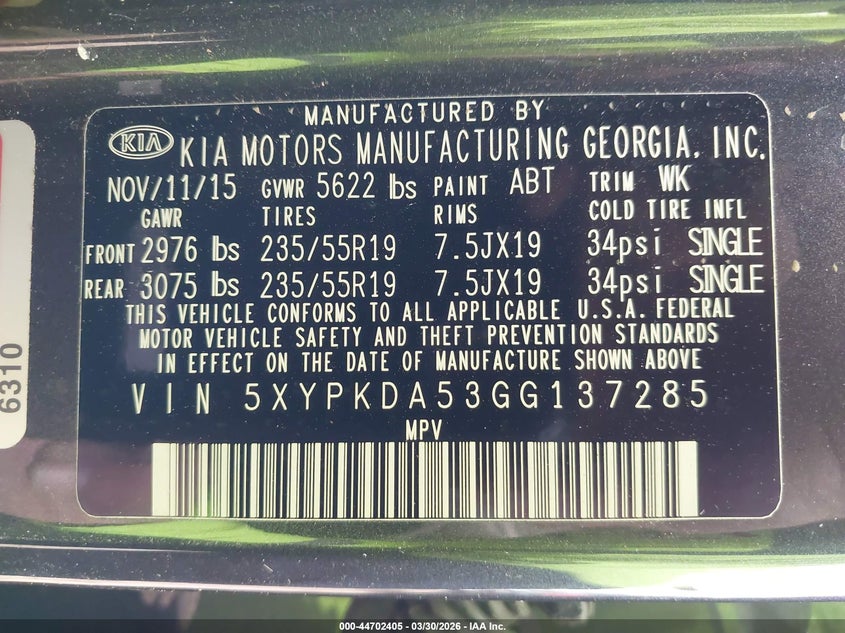 MANUFACTURED BY
KIA KIA MOTORS MANUFACTURING GEORGIA, INC.
NOV/11/15 GVWR 5622 lbs PAINT ABT TRIM WK
GAWR TIRES RIMS COLD TIRE INFL
FRONT 2976 lbs 235/55R19 7.5JX19 34psi SINGLE
REAR 3075 lbs 235/55R19 7.5JX19 34psi SINGLE
THIS VEHICLE CONFORMS TO ALL APPLICABLE U.S.A. FEDERAL
MOTOR VEHICLE SAFETY AND THEFT PREVENTION STANDARDS
IN EFFECT ON THE DATE OF MANUFACTURE SHOWN ABOVE
VIN 5XYPKDA53GG137285
MPV
6310
000-44702405 - 03/30/2026 - IAA Inc.